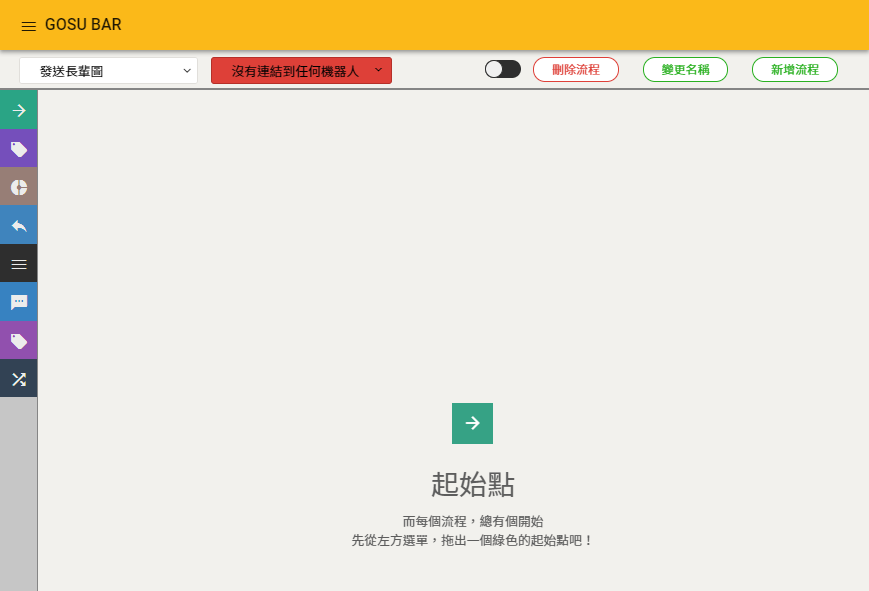 GOSU BAR
發送長輩圖
沒有連結到任何機器人
刪除流程
變更名稱
新增流程
起始點
而每個流程，總有個開始
先從左方選單，拖出一個綠色的起始點吧！